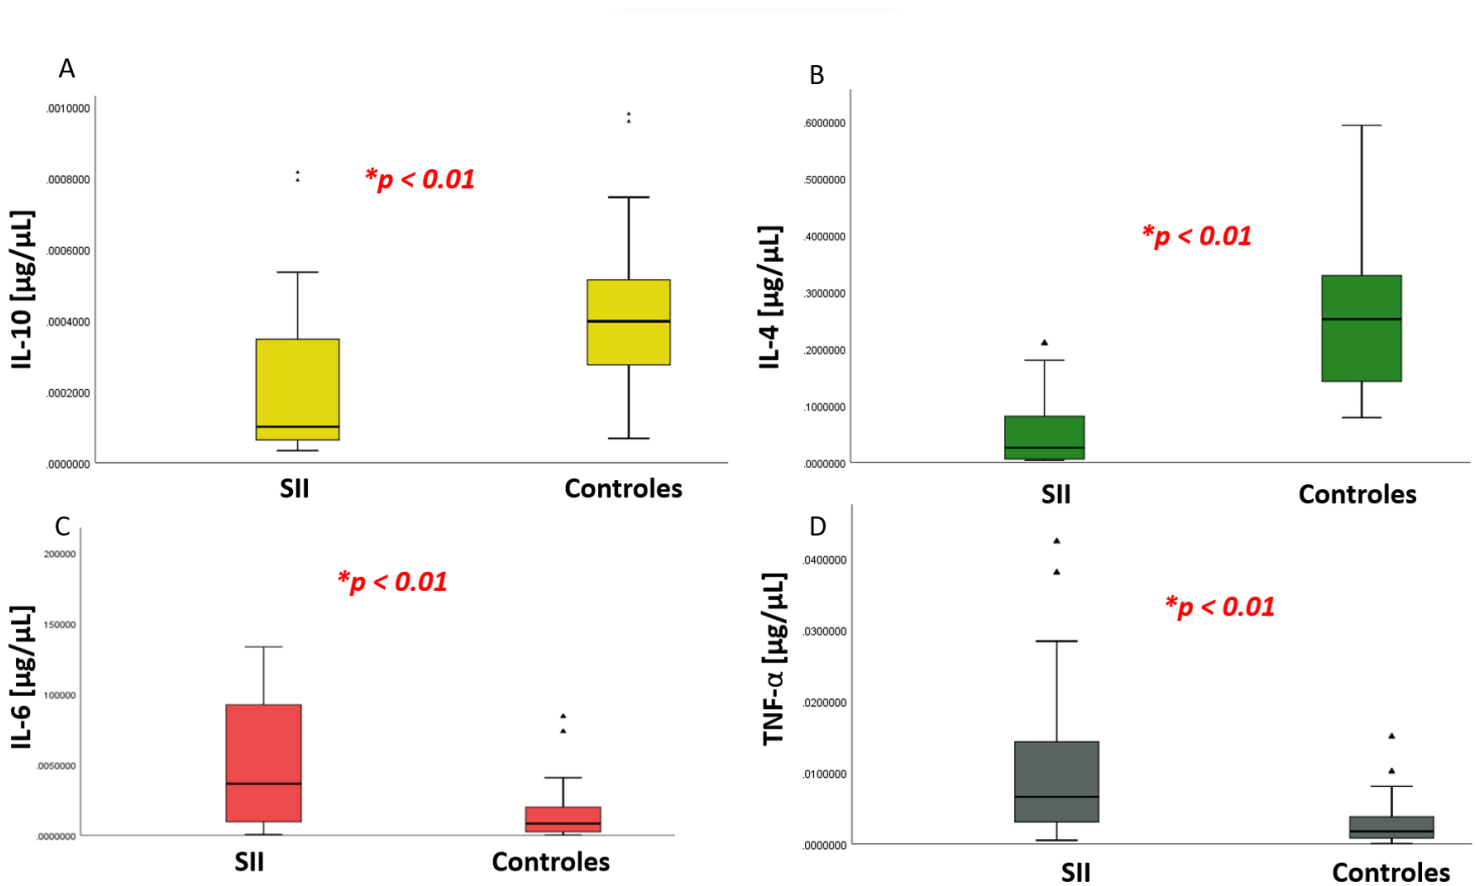 A
.0010000
.0008000
.0006000
.0004000
.0002000
.0000000
IL-10 [µg/µL]
*p < 0.01
SII
Controles
B
.6000000
.5000000
.4000000
.3000000
.2000000
.1000000
.0000000
IL-4 [µg/µL]
*p < 0.01
SII
Controles
C
200000
150000
100000
.0050000
.0000000
IL-6 [µg/µL]
*p < 0.01
SII
Controles
D
.0400000
.0300000
.0200000
.0100000
.0000000
TNF-α [µg/µL]
*p < 0.01
SII
Controles